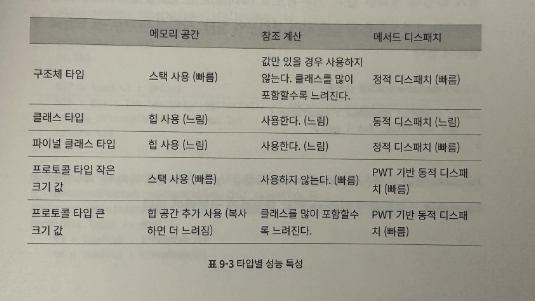 메모리 공간 참조 계산 메서드 디스패치
값만 있을 경우 사용하지
구조체 타입 스택 사용 (빠름) 않는다. 클래스를 많이 정적 디스패치 (빠름)
포함할수록 느려진다.
클래스 타입 힙 사용 (느림) 사용한다. (느림) 동적 디스패치 (느림)
파이널 클래스 타입 힙 사용 (느림) 사용한다. (느림) 정적 디스패치 (빠름)
프로토콜 타입 작은 스택 사용 (빠름) 사용하지 않는다. (빠름) PWT 기반 동적 디스패
크기 값 치 (빠름)
프로토콜 타입 큰 힙 공간 추가 사용 (복사 클래스를 많이 포함할수 PWT 기반 동적 디스패
크기 값 하면 더 느려짐) 록 느려진다. 치 (빠름)
표 9-3 타입별 성능 특성